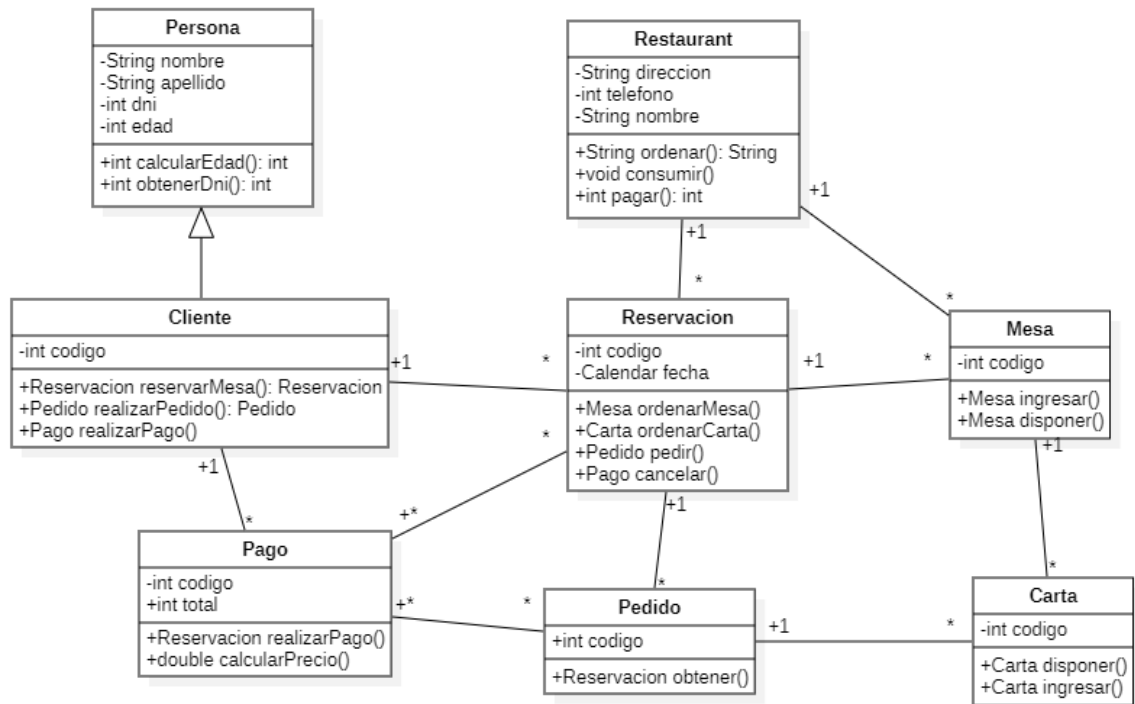 Persona
-String nombre
-String apellido
-int dni
-int edad
+int calcularEdad(): int
+int obtenerDni(): int
Restaurant
-String direccion
-int telefono
-String nombre
+String ordenar(): String
+void consumir()
+int pagar(): int
+1
+1
*
*
Cliente
-int codigo
+Reservacion reservarMesa(): Reservacion
+Pedido realizarPedido(): Pedido
+Pago realizarPago()
+1
*
Reservacion
-int codigo
-Calendar fecha
+Mesa ordenarMesa()
+Carta ordenarCarta()
+Pedido pedir()
+Pago cancelar()
+1
*
Mesa
-int codigo
+Mesa ingresar()
+Mesa disponer()
+1
*
+1
+1
*
+*
*
*
Pago
-int codigo
+int total
+Reservacion realizarPago()
+double calcularPrecio()
+*
*
Pedido
+int codigo
+Reservacion obtener()
+1
*
Carta
-int codigo
+Carta disponer()
+Carta ingresar()